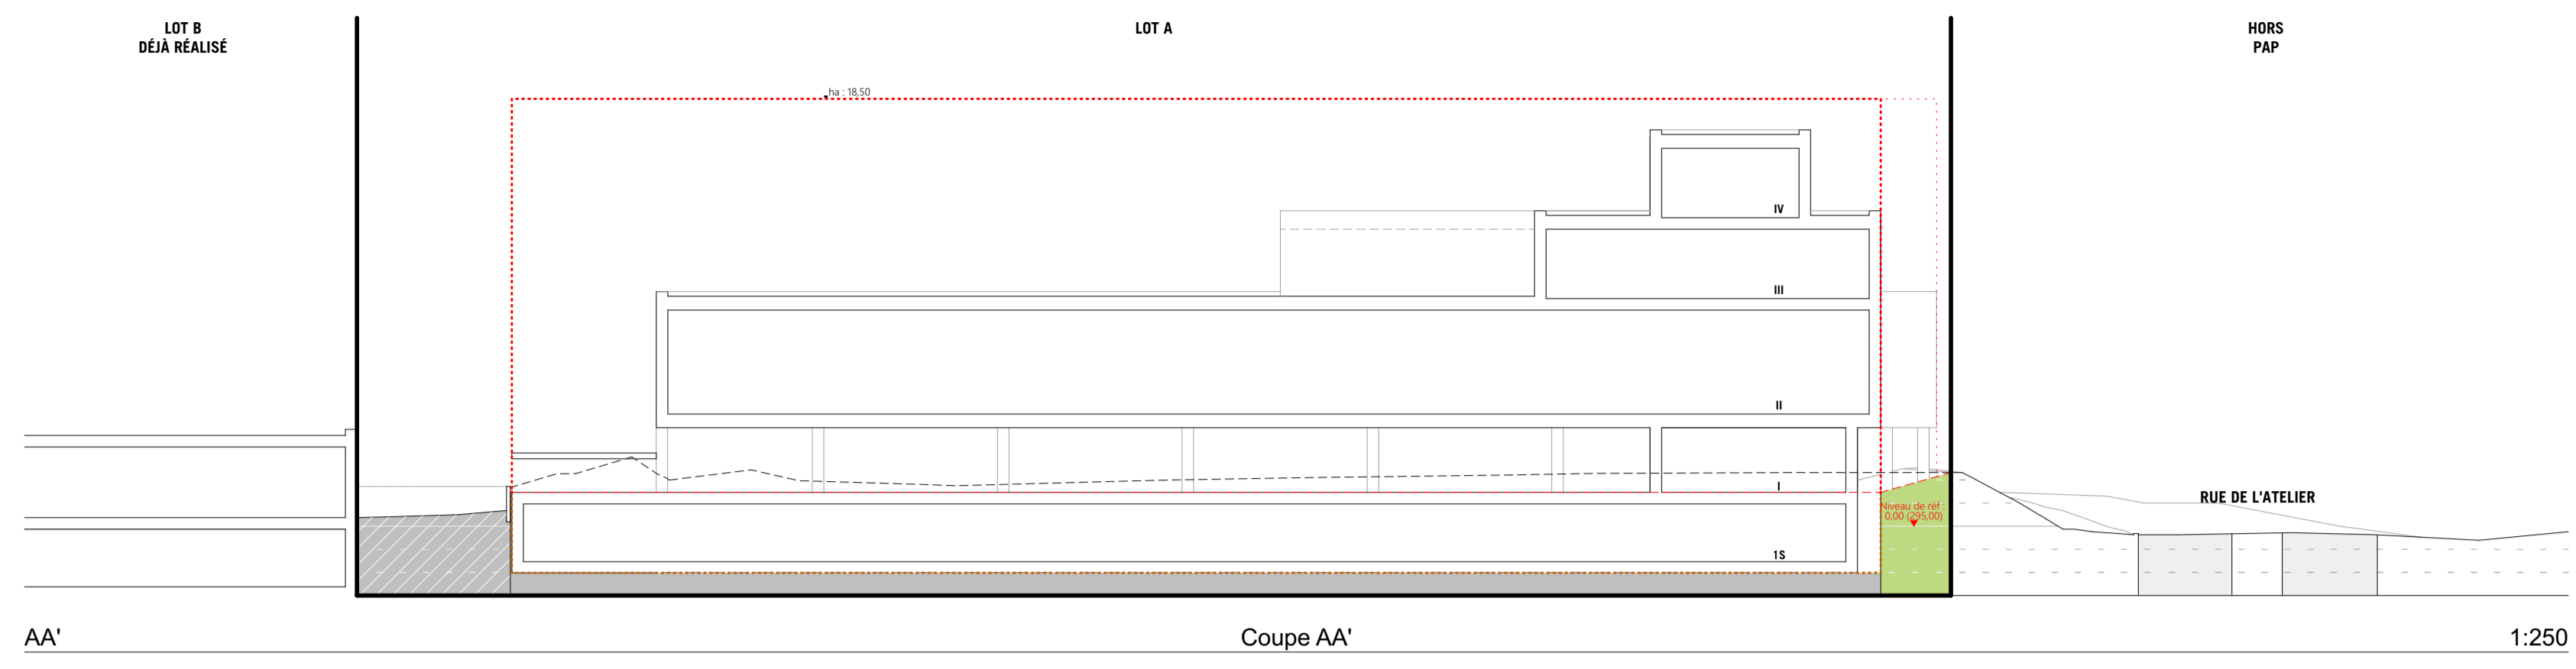 LOT B
DÉJÀ RÉALISÉ
LOT A
HORS
PAP
ha : 18,50
IV
III
II
I
Niveau de réf :
0,00 (295,00)
RUE DE L'ATELIER
1S
AA'
Coupe AA'
1:250